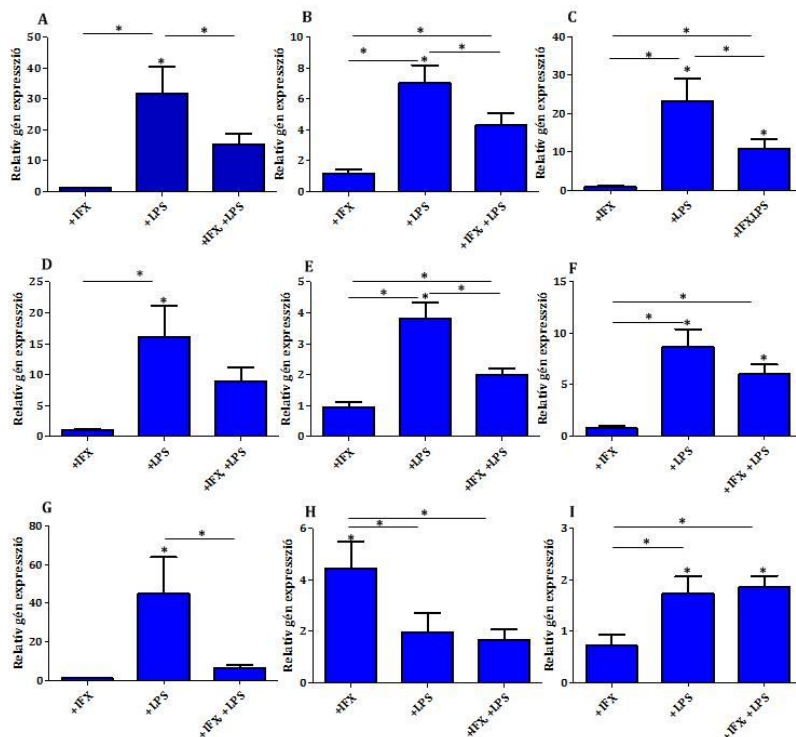 A
Relatív gén expresszió
50
40
30
20
10
0
* *
*
+IFX
+LPS
+IFX, +LPS
B
Relatív gén expresszió
10
8
6
4
2
0
*
* *
*
+IFX
+LPS
+IFX, +LPS
C
Relatív gén expresszió
40
30
20
10
0
*
* *
*
*
+IFX
+LPS
+IFX.LPS
D
Relatív gén expresszió
25
20
15
10
5
0
*
*
+IFX
+LPS
+IFX, +LPS
E
Relatív gén expresszió
5
4
3
2
1
0
*
* *
*
+IFX
+LPS
+IFX, +LPS
F
Relatív gén expresszió
15
10
5
0
*
*
*
*
+IFX
+LPS
+IFX, +LPS
G
Relatív gén expresszió
80
60
40
20
0
*
*
+IFX
+LPS
+IFX, +LPS
H
Relatív gén expresszió
6
4
2
0
*
*
*
+IFX
+LPS
+IFX, +LPS
I
Relatív gén expresszió
3
2
1
0
*
*
* *
+IFX
+LPS
+IFX, +LPS